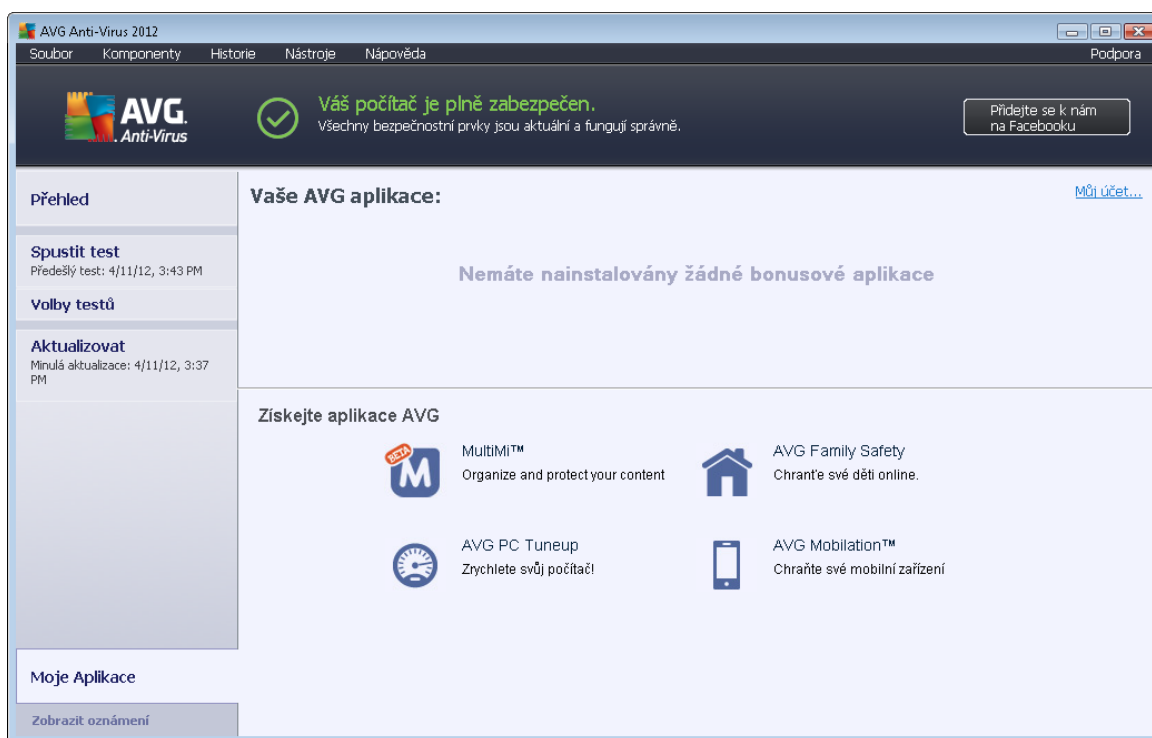 AVG Anti-Virus 2012
Soubor Komponenty Historie Nástroje Nápověda Podpora
AVG.
Anti-Virus
Váš počítač je plně zabezpečen.
Všechny bezpečnostní prvky jsou aktuální a fungují správně.
Přidejte se k nám
na Facebooku
Přehled
Spustit test
Předešlý test: 4/11/12, 3:43 PM
Volby testů
Aktualizovat
Minulá aktualizace: 4/11/12, 3:37
PM
Moje Aplikace
Zobrazit oznámení
Vaše AVG aplikace:
Můj účet...
Nemáte nainstalovány žádné bonusové aplikace
Získejte aplikace AVG
BETA
M
MultiMi™
Organize and protect your content
AVG Family Safety
Chranťe své děti online.
AVG PC Tuneup
Zrychlete svůj počítač!
AVG Mobilation™
Chraňte své mobilní zařízení